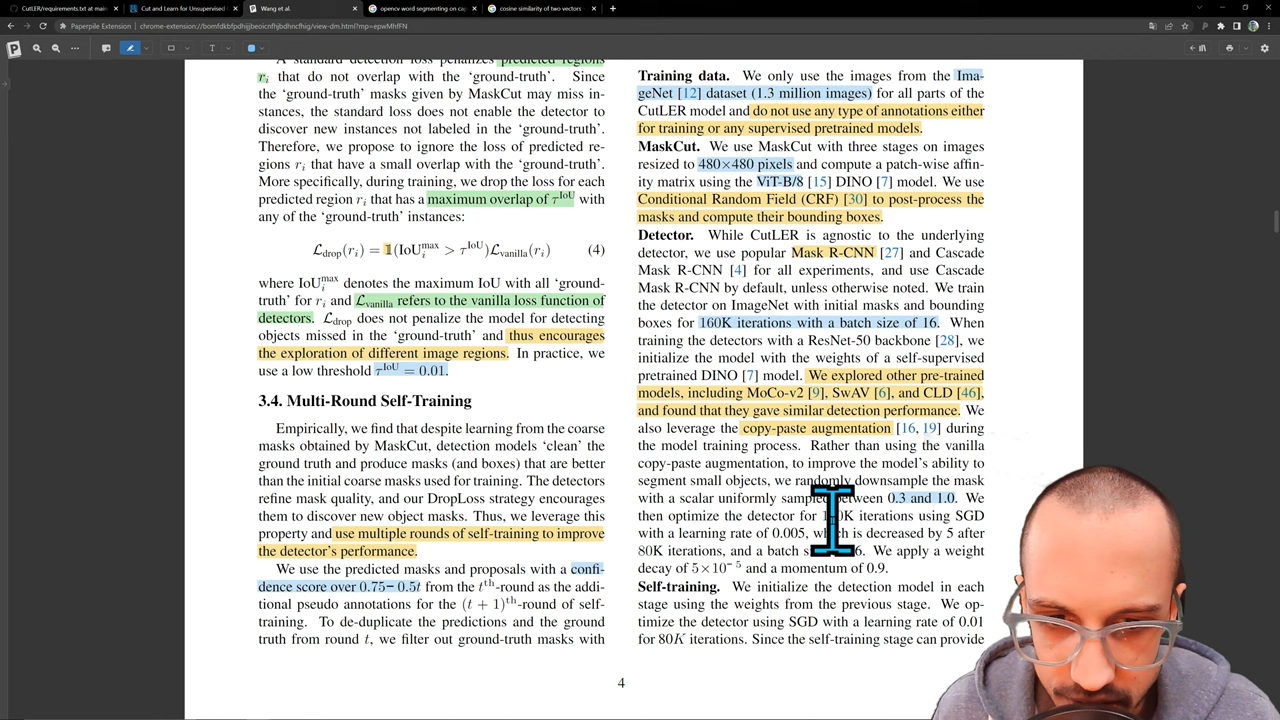 CutLER/requirements.txt at main
Cut and Learn for Unsupervised
Wang et al.
opencv word segmenting on cap
cosine similarity of two vectors -
Paperpile Extension | chrome-extension://bomfdkbfpdhijjbeoicnfhjbdhncfhig/view-dm.html?mp=epwMhfFN
A standard detection loss penalizes predicted regions
r_i that do not overlap with the ‘ground-truth’. Since
the ‘ground-truth’ masks given by MaskCut may miss in-
stances, the standard loss does not enable the detector to
discover new instances not labeled in the ‘ground-truth’.
Therefore, we propose to ignore the loss of predicted re-
gions r_i that have a small overlap with the ‘ground-truth’.
More specifically, during training, we drop the loss for each
predicted region r_i that has a maximum overlap of τ^IoU with
any of the ‘ground-truth’ instances:
L_drop(r_i) = 𝟙(IoU_i^max > τ^IoU)L_vanilla(r_i) (4)
where IoU_i^max denotes the maximum IoU with all ‘ground-
truth’ for r_i and L_vanilla refers to the vanilla loss function of
detectors. L_drop does not penalize the model for detecting
objects missed in the ‘ground-truth’ and thus encourages
the exploration of different image regions. In practice, we
use a low threshold τ^IoU = 0.01.
3.4. Multi-Round Self-Training
Empirically, we find that despite learning from the coarse
masks obtained by MaskCut, detection models ‘clean’ the
ground truth and produce masks (and boxes) that are better
than the initial coarse masks used for training. The detectors
refine mask quality, and our DropLoss strategy encourages
them to discover new object masks. Thus, we leverage this
property and use multiple rounds of self-training to improve
the detector’s performance.
We use the predicted masks and proposals with a confi-
dence score over 0.75−0.5t from the t^th-round as the addi-
tional pseudo annotations for the (t + 1)^th-round of self-
training. To de-duplicate the predictions and the ground
truth from round t, we filter out ground-truth masks with
Training data. We only use the images from the Ima-
geNet [12] dataset (1.3 million images) for all parts of the
CutLER model and do not use any type of annotations either
for training or any supervised pretrained models.
MaskCut. We use MaskCut with three stages on images
resized to 480×480 pixels and compute a patch-wise affin-
ity matrix using the ViT-B/8 [15] DINO [7] model. We use
Conditional Random Field (CRF) [30] to post-process the
masks and compute their bounding boxes.
Detector. While CutLER is agnostic to the underlying
detector, we use popular Mask R-CNN [27] and Cascade
Mask R-CNN [4] for all experiments, and use Cascade
Mask R-CNN by default, unless otherwise noted. We train
the detector on ImageNet with initial masks and bounding
boxes for 160K iterations with a batch size of 16. When
training the detectors with a ResNet-50 backbone [28], we
initialize the model with the weights of a self-supervised
pretrained DINO [7] model. We explored other pre-trained
models, including MoCo-v2 [9], SwAV [6], and CLD [46],
and found that they gave similar detection performance. We
also leverage the copy-paste augmentation [16, 19] during
the model training process. Rather than using the vanilla
copy-paste augmentation, to improve the model’s ability to
segment small objects, we randomly downsample the mask
with a scalar uniformly sampled between 0.3 and 1.0. We
then optimize the detector for iterations using SGD
with a learning rate of 0.005, which is decreased by 5 after
80K iterations, and a batch We apply a weight
decay of 5×10^−5 and a momentum of 0.9.
Self-training. We initialize the detection model in each
stage using the weights from the previous stage. We op-
timize the detector using SGD with a learning rate of 0.01
for 80K iterations. Since the self-training stage can provide
4